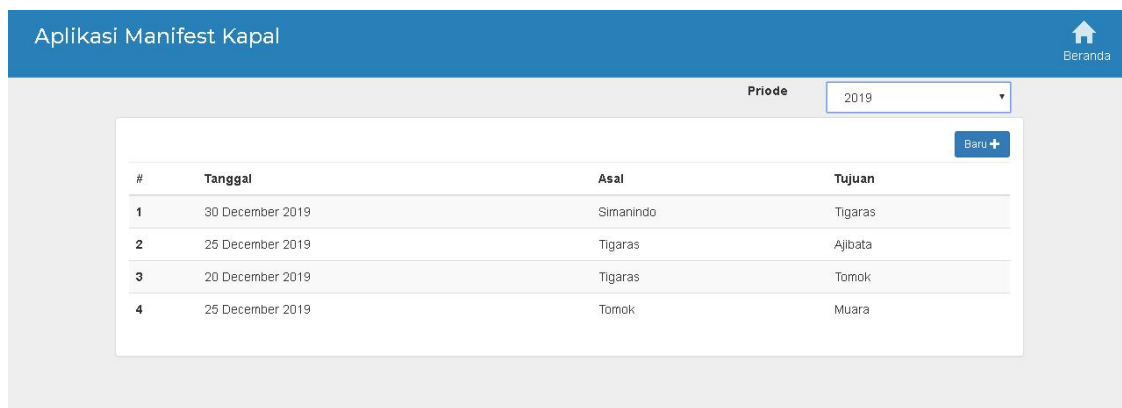 Aplikasi Manifest Kapal
Beranda
Priode 2019
Baru +
# Tanggal Asal Tujuan
1 30 December 2019 Simanindo Tigaras
2 25 December 2019 Tigaras Ajibata
3 20 December 2019 Tigaras Tomok
4 25 December 2019 Tomok Muara